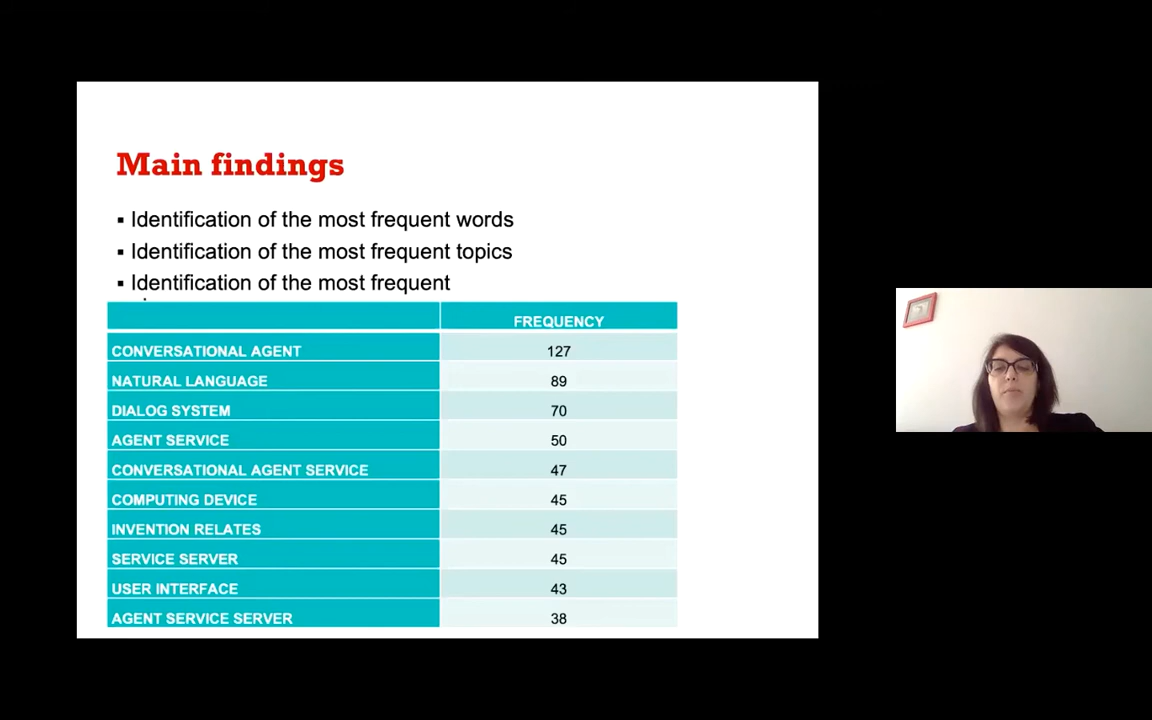 Main findings
▪ Identification of the most frequent words
▪ Identification of the most frequent topics
▪ Identification of the most frequent
FREQUENCY
CONVERSATIONAL AGENT 127
NATURAL LANGUAGE 89
DIALOG SYSTEM 70
AGENT SERVICE 50
CONVERSATIONAL AGENT SERVICE 47
COMPUTING DEVICE 45
INVENTION RELATES 45
SERVICE SERVER 45
USER INTERFACE 43
AGENT SERVICE SERVER 38